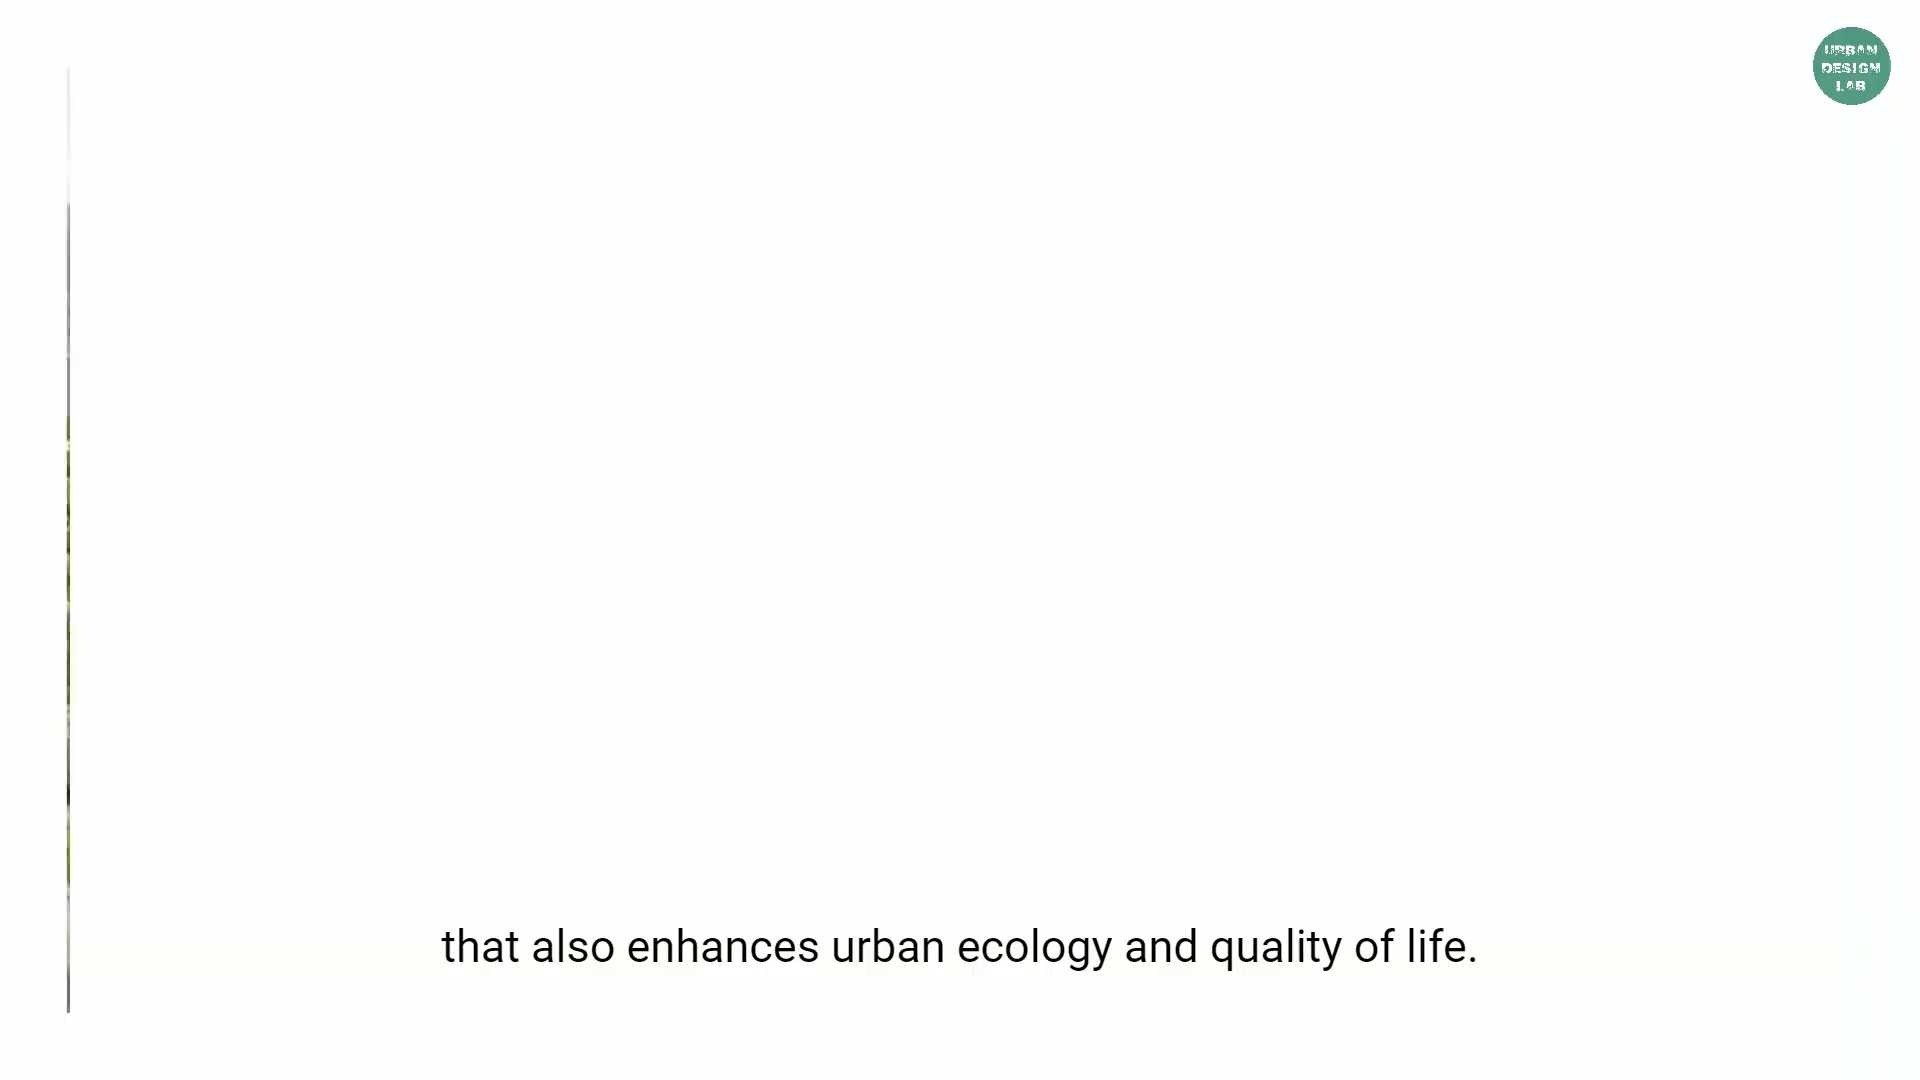 URBAN
DESIGN
LAB
that also enhances urban ecology and quality of life.